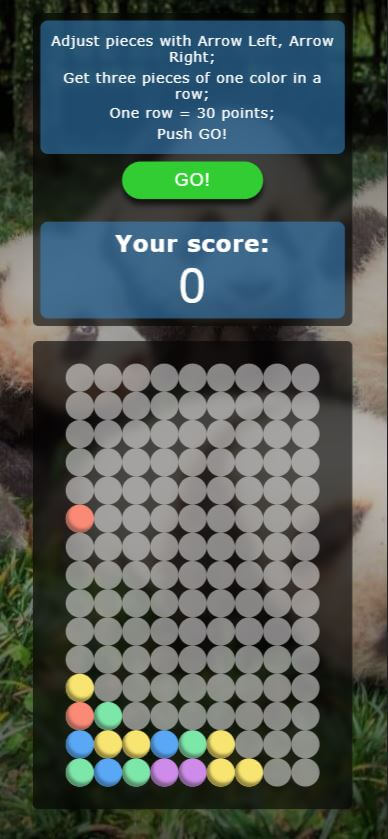 Adjust pieces with Arrow Left, Arrow
Right;
Get three pieces of one color in a
row;
One row = 30 points;
Push GO!
GO!
Your score:
0